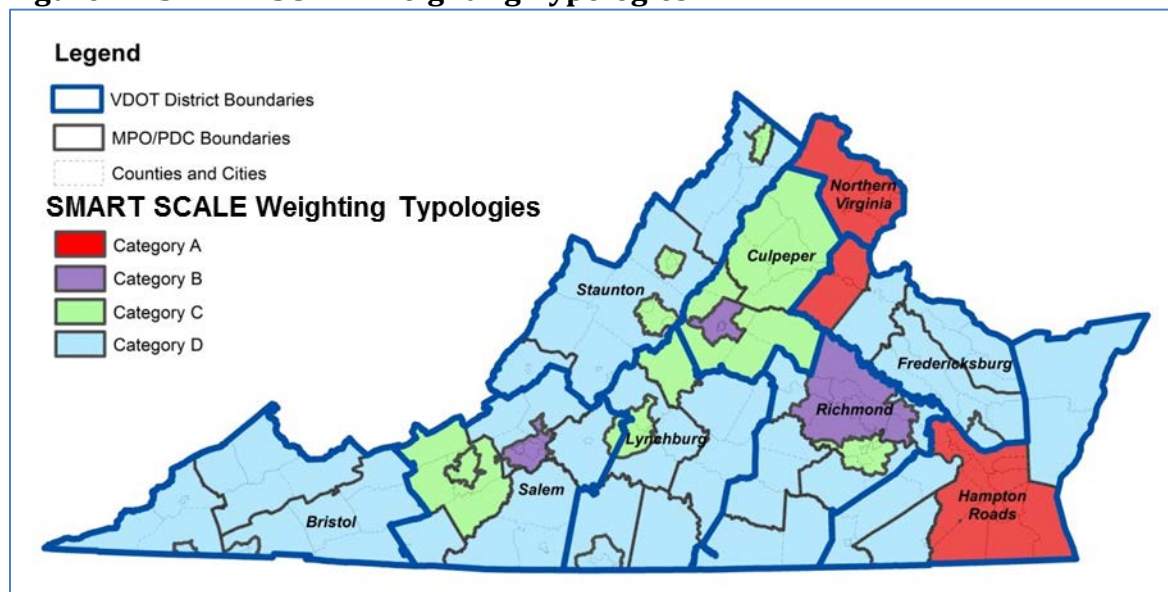 Legend
VDOT District Boundaries
MPO/PDC Boundaries
Counties and Cities
SMART SCALE Weighting Typologies
Category A
Category B
Category C
Category D
Northern
Virginia
Culpeper
Staunton
Fredericksburg
Richmond
Lynchburg
Salem
Hampton
Roads
Bristol